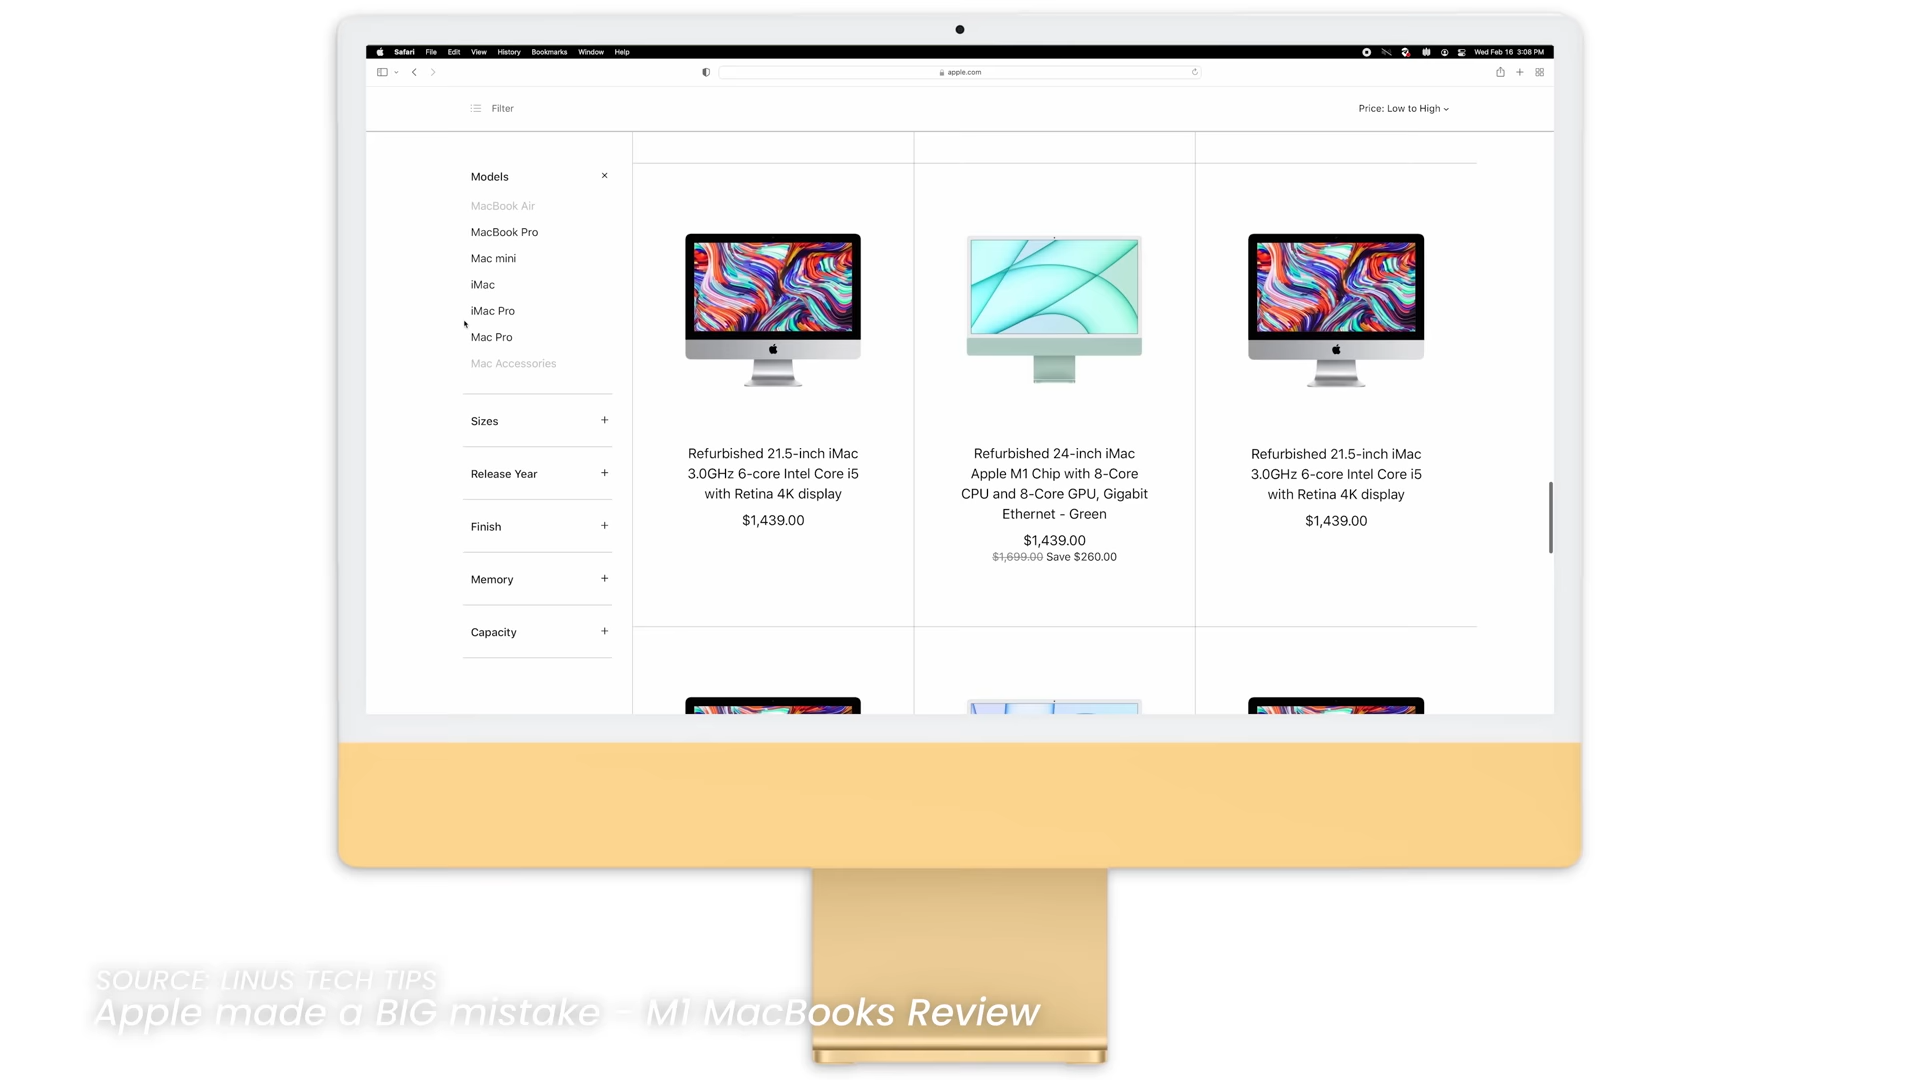 Safari File Edit View History Bookmarks Window Help
Wed Feb 16 3:08 PM
apple.com
Filter
Price: Low to High
Models
MacBook Air
MacBook Pro
Mac mini
iMac
iMac Pro
Mac Pro
Mac Accessories
Sizes
Release Year
Finish
Memory
Capacity
Refurbished 21.5-inch iMac
3.0GHz 6-core Intel Core i5
with Retina 4K display
$1,439.00
Refurbished 24-inch iMac
Apple M1 Chip with 8-Core
CPU and 8-Core GPU, Gigabit
Ethernet - Green
$1,439.00
$1,699.00 Save $260.00
Refurbished 21.5-inch iMac
3.0GHz 6-core Intel Core i5
with Retina 4K display
$1,439.00
SOURCE: LINUS TECH TIPS
Apple made a BIG mistake - M1 MacBooks Review